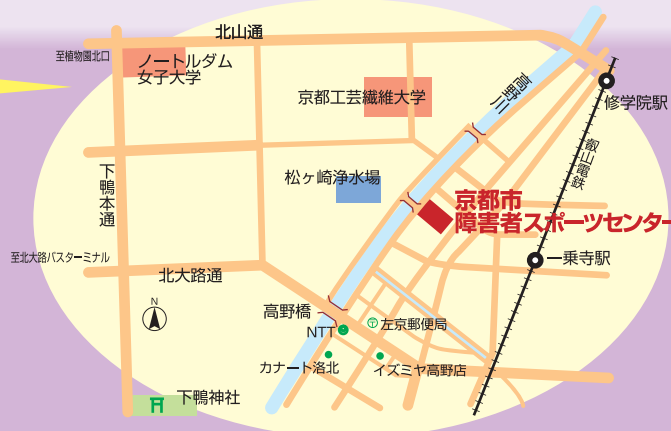 北山通
至植物園北口
ノートルダム
女子大学
京都工芸繊維大学
高野川
修学院駅
叡山電鉄
松ヶ崎浄水場
下鴨本通
京都市
障害者スポーツセンター
至北大路バスターミナル
北大路通
一乗寺駅
N
高野橋
NTT
左京郵便局
カナート洛北
イズミヤ高野店
下鴨神社